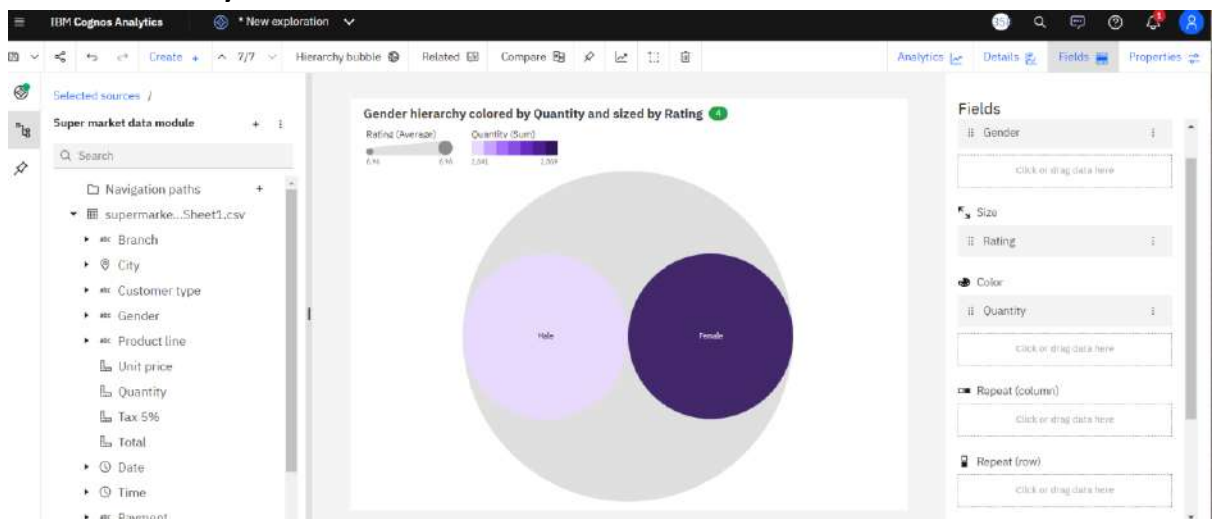 IBM Cognos Analytics
* New exploration
Create +
7/7
Hierarchy bubble
Related
Compare
Analytics
Details
Fields
Properties
Selected sources /
Super market data module
Search
Navigation paths
supermarke...Sheet1.csv
Branch
City
Customer type
Gender
Product line
Unit price
Quantity
Tax 5%
Total
Date
Time
Payment
Gender hierarchy colored by Quantity and sized by Rating 4
Rating (Average)
Quantity (Sum)
6.96
Male
Female
Fields
Gender
Click or drag data here
Size
Rating
Color
Quantity
Click or drag data here
Repeat (column)
Click or drag data here
Repeat (row)
Click or drag data here